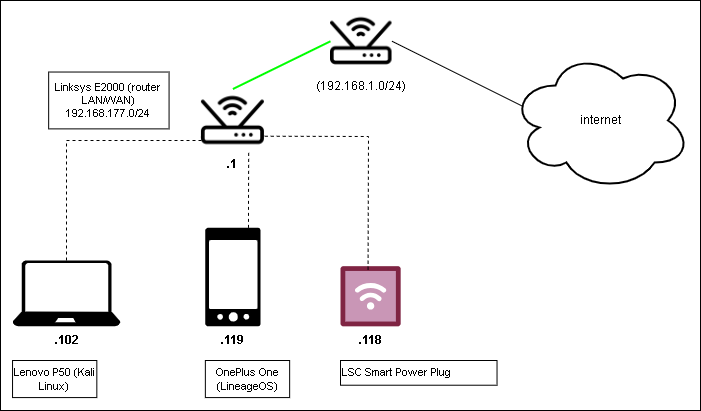 (192.168.1.0/24)
Linksys E2000 (router
LAN/WAN)
192.168.177.0/24
internet
.1
.102
.119
.118
Lenovo P50 (Kali
Linux)
OnePlus One
(LineageOS)
LSC Smart Power Plug